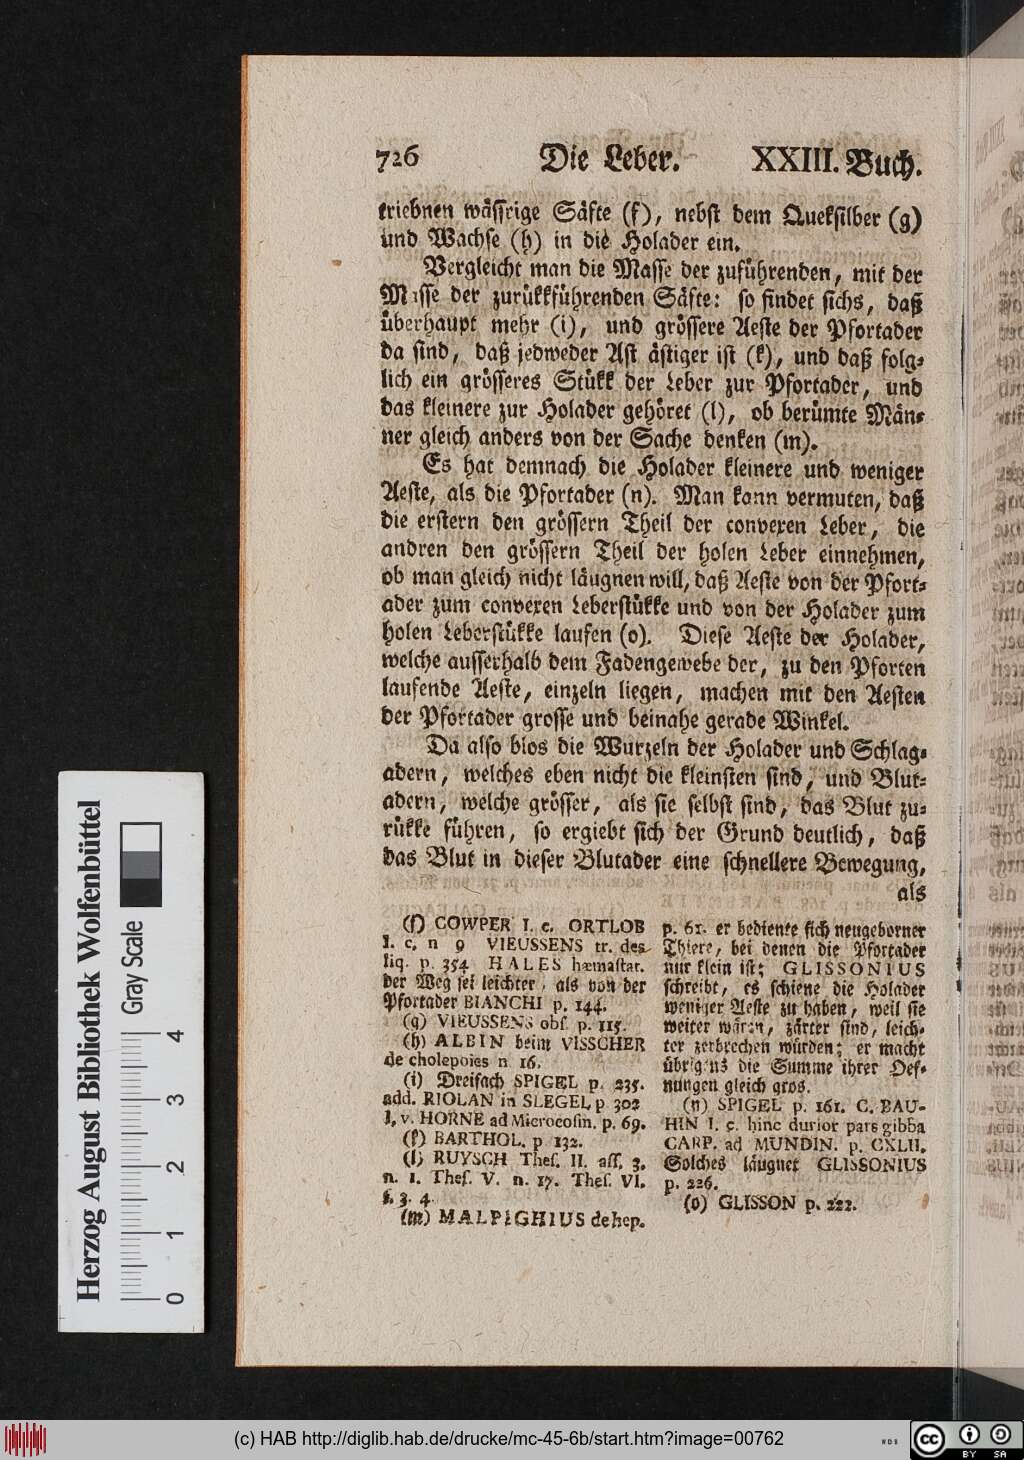 726 Die Leber. XXIII. Buch.
triebnen wässrige Säfte (f), nebst dem Queksilber (g)
und Wachse (h) in die Holader ein.
Vergleicht man die Masse der zuführenden, mit der
Masse der zurükkführenden Säfte: so findet sichs, daß
überhaupt mehr (i), und grössere Aeste der Pfortader
da sind, daß jedweder Ast ästiger ist (k), und daß folg-
lich ein grösseres Stükk der Leber zur Pfortader, und
das kleinere zur Holader gehöret (l), ob berümte Män-
ner gleich anders von der Sache denken (m).
Es hat demnach die Holader kleinere und weniger
Aeste, als die Pfortader (n). Man kann vermuten, daß
die erstern den grössern Theil der convexen Leber, die
andren den grössern Theil der holen Leber einnehmen,
ob man gleich nicht läugnen will, daß Aeste von der Pfort-
ader zum convexen Leberstükke und von der Holader zum
holen Leberstükke laufen (o). Diese Aeste der Holader,
welche ausserhalb dem Fadengewebe der, zu den Pforten
laufende Aeste, einzeln liegen, machen mit den Aesten
der Pfortader grosse und beinahe gerade Winkel.
Da also blos die Wurzeln der Holader und Schlag-
adern, welches eben nicht die kleinsten sind, und Blut-
adern, welche grösser, als sie selbst sind, das Blut zu-
rükke führen, so ergiebt sich der Grund deutlich, daß
das Blut in dieser Blutader eine schnellere Bewegung,
als
(f) COWPER I. c. ORTLOB
I. c. n 9 VIEUSSENS tr. des
liq. p. 354 HALES hæmastat.
der Weg sei leichter, als von der
Pfortader BIANCHI p. 144.
(g) VIEUSSENS obs. p. 115.
(h) ALBIN beim VISSCHER
de cholepoies n 16.
(i) Dreifach SPIGEL p. 235.
add. RIOLAN in SLEGEL p 302
I. v. HORNE ad Microcosm. p. 69.
(k) BARTHOL. p 132.
(l) RUYSCH Thes. II. ass. 3.
n. 1. Thes. V. n. 17. Thes. VI.
s. 3. 4.
(m) MALPIGHIUS de hep.
p. 61. er bediente sich neugeborner
Thiere, bei denen die Pfortader
nur klein ist; GLISSONIUS
schreibt, es schiene die Holader
weniger Aeste zu haben, weil sie
weiter wären, zärter sind, leich-
ter zerbrechen würden; er macht
übrigens die Summe ihrer Oef-
nungen gleich gros.
(n) SPIGEL p. 161. C. BAU-
HIN I. c. hinc durior pars gibba
CARP. ad MUNDIN. p. CXLII.
Solches läugnet GLISSONIUS
p. 226.
(o) GLISSON p. 222.
Herzog August Bibliothek Wolfenbüttel
Gray Scale
0 1 2 3 4
(c) HAB http://diglib.hab.de/drucke/mc-45-6b/start.htm?image=00762
cc BY SA